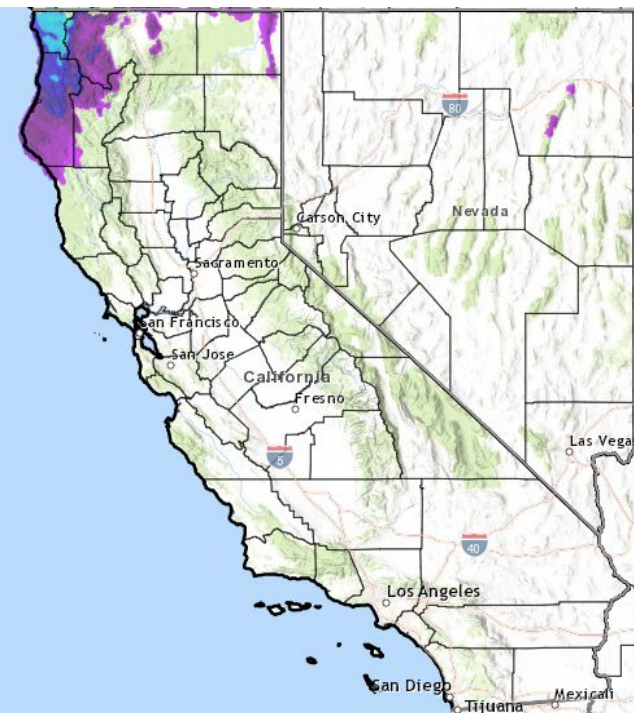 80
Carson City
Nevada
Sacramento
San Francisco
San Jose
California
Fresno
5
Las Vega
40
Los Angeles
San Diego
Tijuana
Mexicali